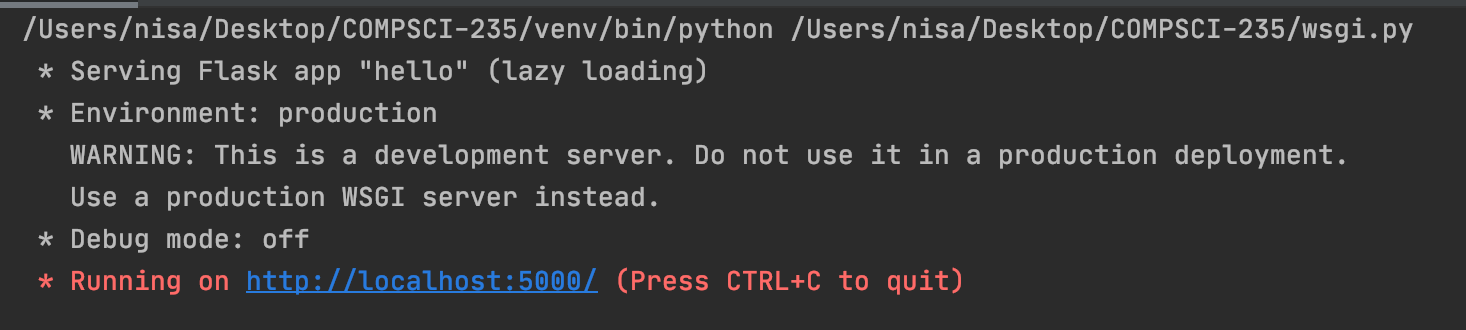 /Users/nisa/Desktop/COMPSCI-235/venv/bin/python /Users/nisa/Desktop/COMPSCI-235/wsgi.py
* Serving Flask app "hello" (lazy loading)
* Environment: production
WARNING: This is a development server. Do not use it in a production deployment.
Use a production WSGI server instead.
* Debug mode: off
* Running on http://localhost:5000/ (Press CTRL+C to quit)